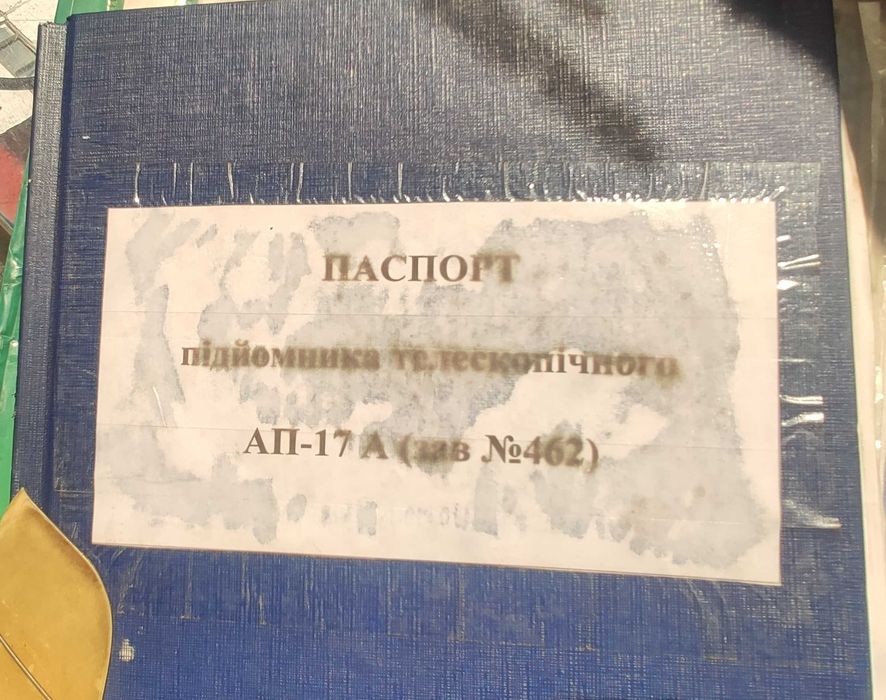 ПАСПОРТ
підйомника телескопічного
АП-17 А (зав №462)